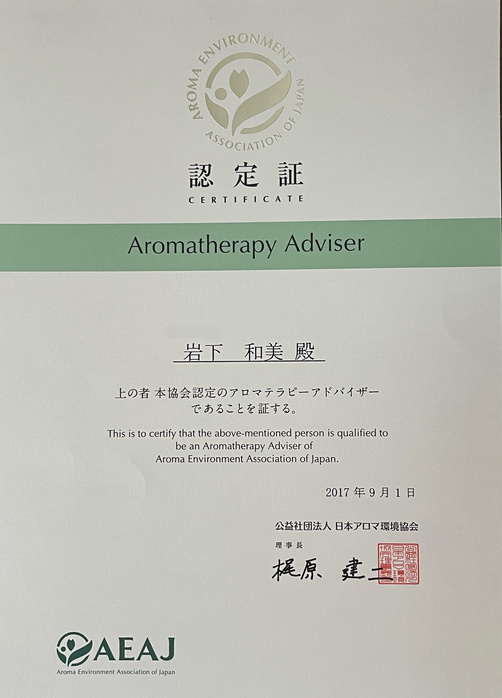 AROMA ENVIRONMENT
ASSOCIATION OF JAPAN
認定証
CERTIFICATE
Aromatherapy Adviser
岩下 和美 殿
上の者 本協会認定のアロマテラピーアドバイザー
であることを証する。
This is to certify that the above-mentioned person is qualified to
be an Aromatherapy Adviser of
Aroma Environment Association of Japan.
2017年9月1日
公益社団法人 日本アロマ環境協会
理事長
梶原 建二
AEAJ
Aroma Environment Association of Japan